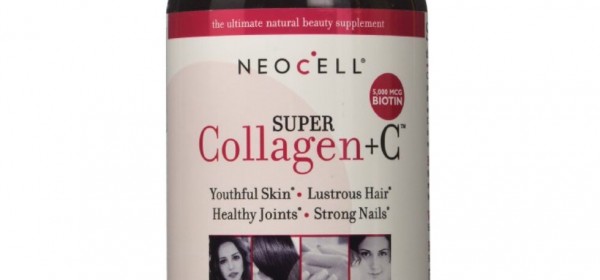 the ultimate natural beauty supplement
NEOCELL®
5,000 MCG
BIOTIN
SUPER
Collagen+C™
Youthful Skin* • Lustrous Hair*
Healthy Joints* • Strong Nails*